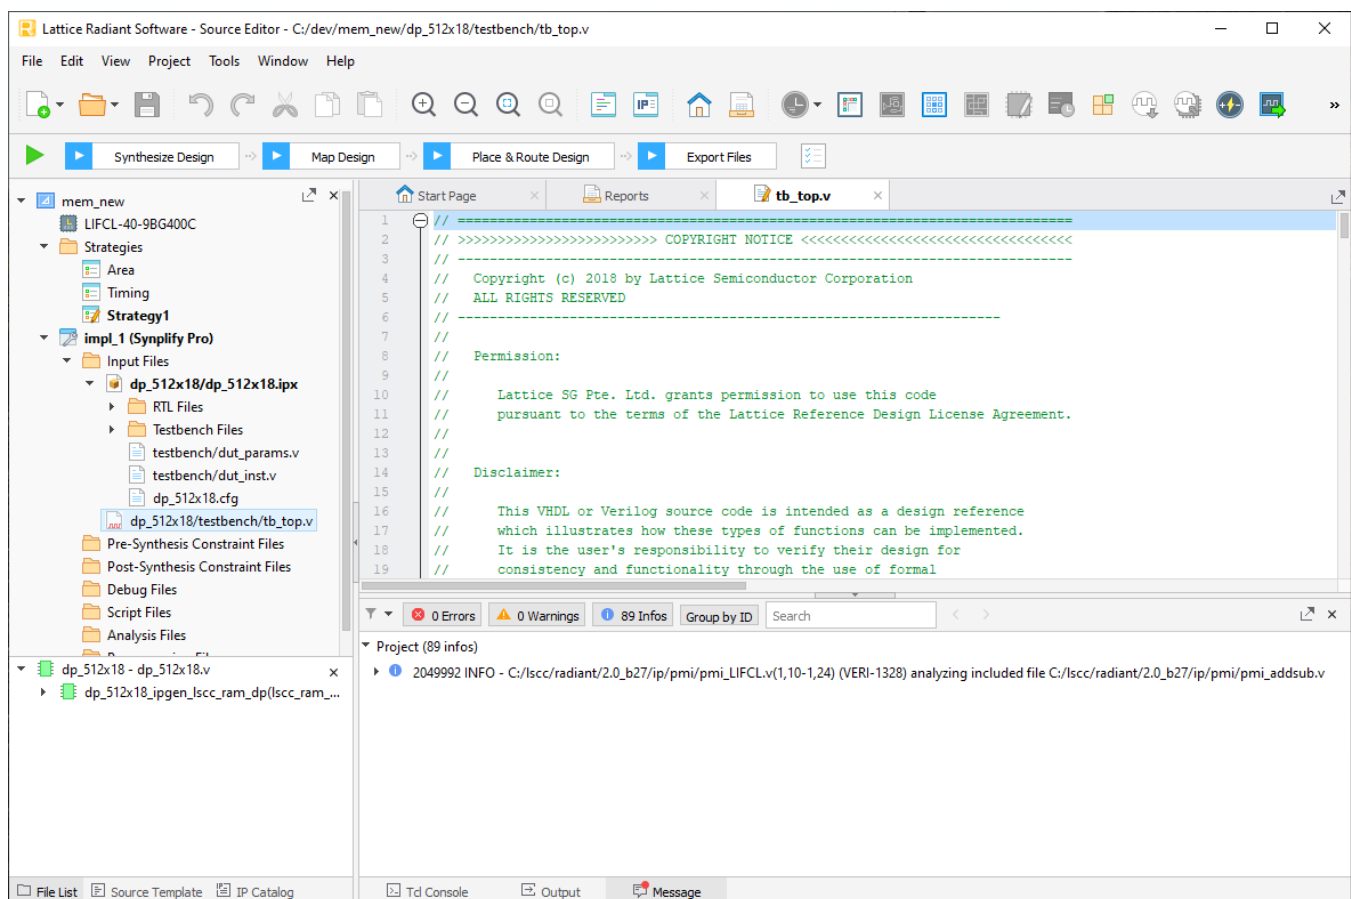 Lattice Radiant Software - Source Editor - C:/dev/mem_new/dp_512x18/testbench/tb_top.v
File Edit View Project Tools Window Help
IP
»
Synthesize Design Map Design Place & Route Design Export Files
mem_new
LIFCL-40-9BG400C
Strategies
Area
Timing
Strategy1
impl_1 (Synplify Pro)
Input Files
dp_512x18/dp_512x18.ipx
RTL Files
Testbench Files
testbench/dut_params.v
testbench/dut_inst.v
dp_512x18.cfg
dp_512x18/testbench/tb_top.v
Pre-Synthesis Constraint Files
Post-Synthesis Constraint Files
Debug Files
Script Files
Analysis Files
dp_512x18 - dp_512x18.v
dp_512x18_ipgen_lscc_ram_dp(lscc_ram_...
File List Source Template IP Catalog
Start Page Reports tb_top.v
1 // =============================================================================
2 // >>>>>>>>>>>>>>>>>>>>>>>>> COPYRIGHT NOTICE <<<<<<<<<<<<<<<<<<<<<<<<<<<<<<<<<<
3 // -----------------------------------------------------------------------------
4 //   Copyright (c) 2018 by Lattice Semiconductor Corporation
5 //   ALL RIGHTS RESERVED
6 // --------------------------------------------------------------------
7 //
8 //   Permission:
9 //
10 //      Lattice SG Pte. Ltd. grants permission to use this code
11 //      pursuant to the terms of the Lattice Reference Design License Agreement.
12 //
13 //
14 //   Disclaimer:
15 //
16 //      This VHDL or Verilog source code is intended as a design reference
17 //      which illustrates how these types of functions can be implemented.
18 //      It is the user's responsibility to verify their design for
19 //      consistency and functionality through the use of formal
0 Errors 0 Warnings 89 Infos Group by ID Search
Project (89 infos)
2049992 INFO - C:/lscc/radiant/2.0_b27/ip/pmi/pmi_LIFCL.v(1,10-1,24) (VERI-1328) analyzing included file C:/lscc/radiant/2.0_b27/ip/pmi/pmi_addsub.v
Tcl Console Output Message